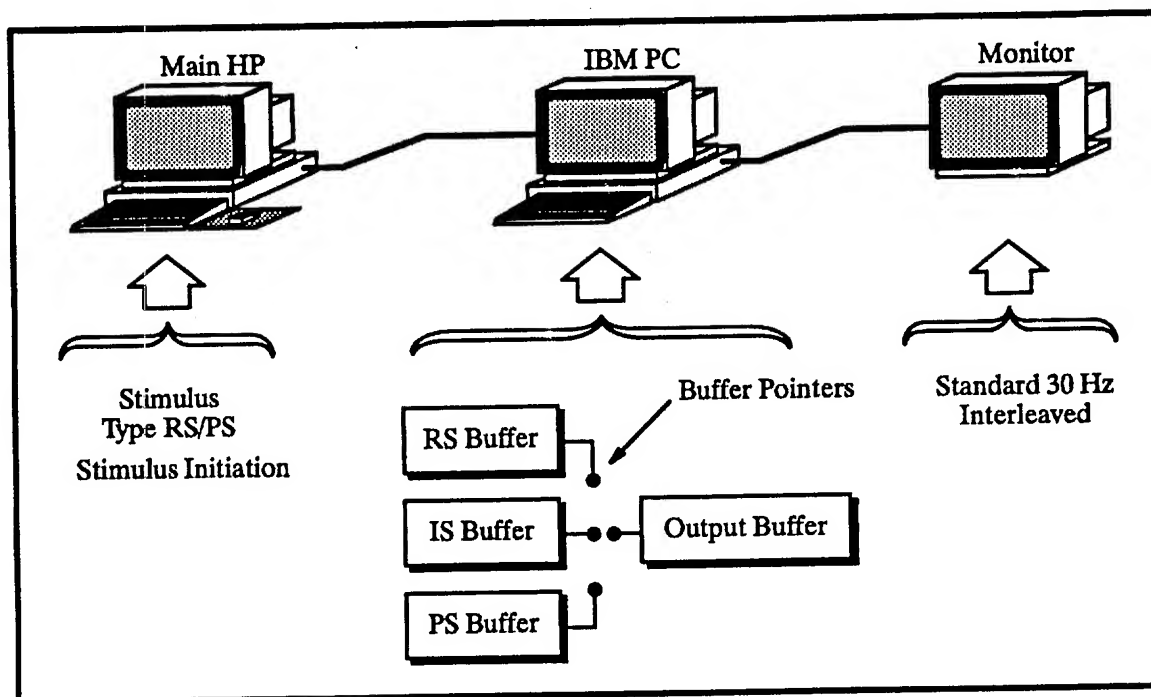 Main HP
IBM PC
Monitor
Stimulus
Type RS/PS
Stimulus Initiation
Buffer Pointers
RS Buffer
IS Buffer
Output Buffer
PS Buffer
Standard 30 Hz
Interleaved